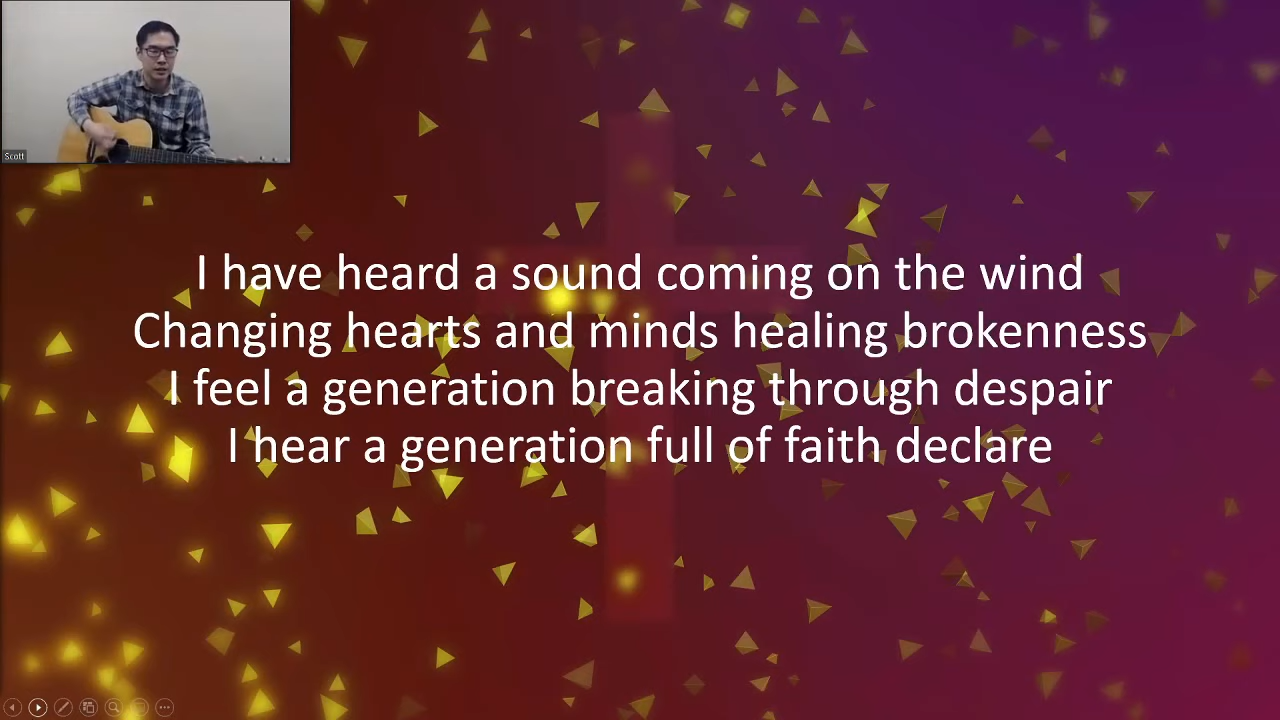 Scott
I have heard a sound coming on the wind
Changing hearts and minds healing brokenness
I feel a generation breaking through despair
I hear a generation full of faith declare